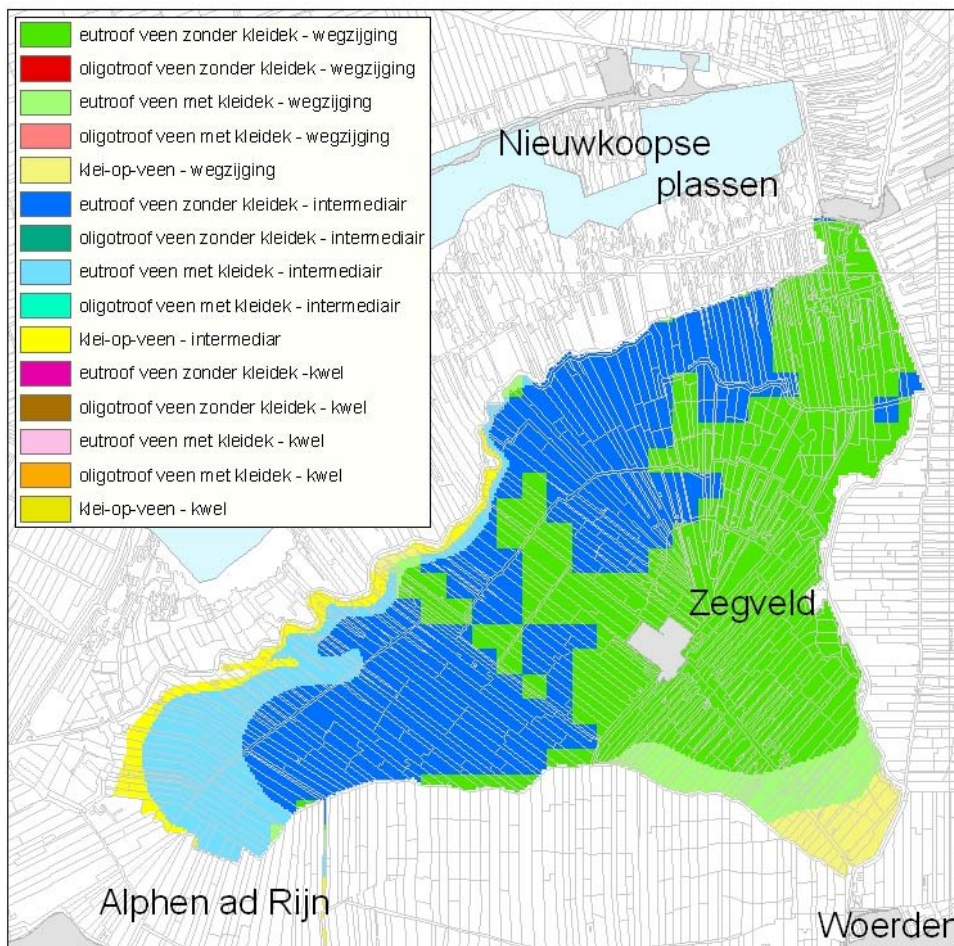 eutroof veen zonder kleidek - wegzijging
oligotroof veen zonder kleidek - wegzijging
eutroof veen met kleidek - wegzijging
oligotroof veen met kleidek - wegzijging
klei-op-veen - wegzijging
eutroof veen zonder kleidek - intermediair
oligotroof veen zonder kleidek - intermediair
eutroof veen met kleidek - intermediair
oligotroof veen met kleidek - intermediair
klei-op-veen - intermediar
eutroof veen zonder kleidek -kwel
oligotroof veen zonder kleidek - kwel
eutroof veen met kleidek - kwel
oligotroof veen met kleidek - kwel
klei-op-veen - kwel
Nieuwkoopse
plassen
Zegveld
Alphen ad Rijn
Woerden